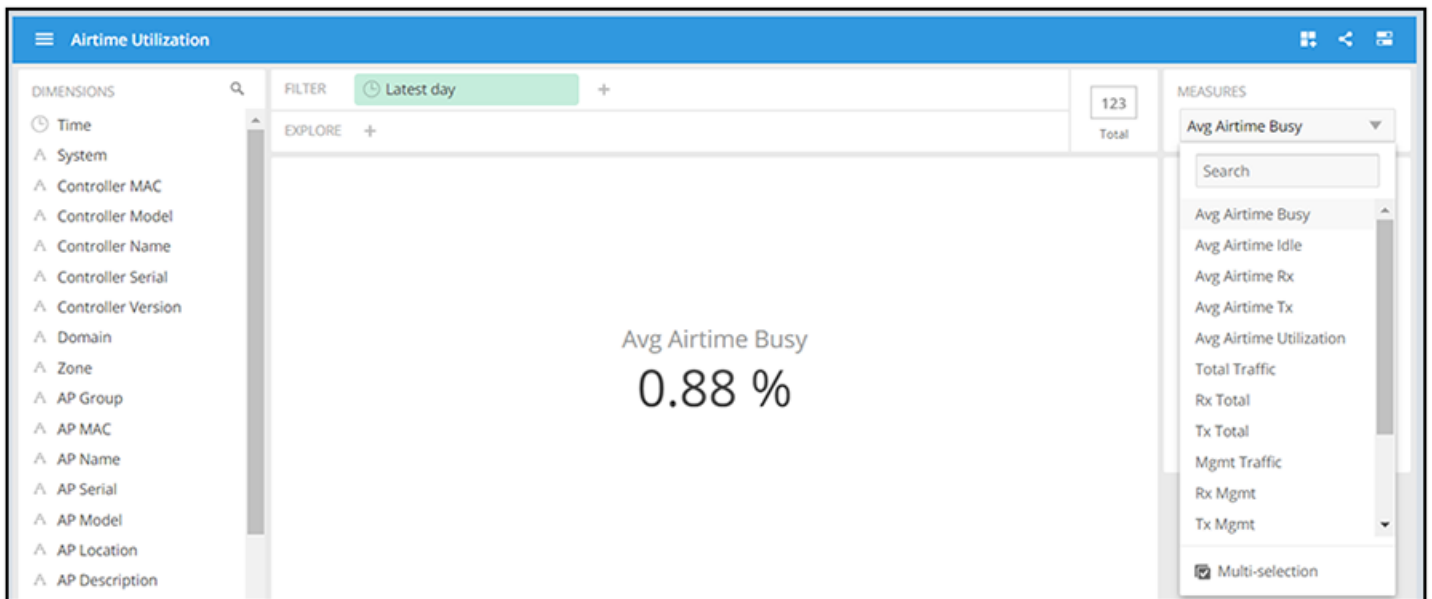 Airtime Utilization
DIMENSIONS
Time
System
Controller MAC
Controller Model
Controller Name
Controller Serial
Controller Version
Domain
Zone
AP Group
AP MAC
AP Name
AP Serial
AP Model
AP Location
AP Description
FILTER Latest day +
EXPLORE +
123
Total
Avg Airtime Busy
0.88 %
MEASURES
Avg Airtime Busy
Search
Avg Airtime Busy
Avg Airtime Idle
Avg Airtime Rx
Avg Airtime Tx
Avg Airtime Utilization
Total Traffic
Rx Total
Tx Total
Mgmt Traffic
Rx Mgmt
Tx Mgmt
Multi-selection